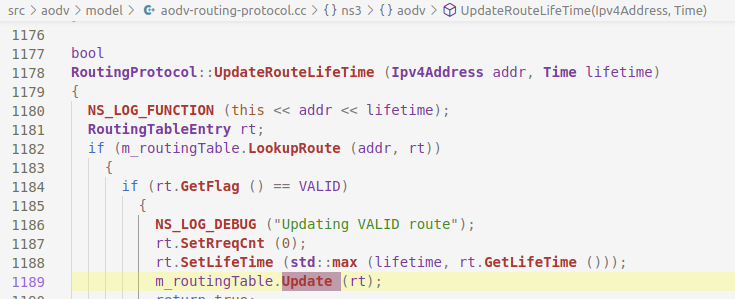 src > aodv > model > aodv-routing-protocol.cc > {} ns3 > {} aodv > UpdateRouteLifeTime(Ipv4Address, Time)
1176
1177 bool
1178 RoutingProtocol::UpdateRouteLifeTime (Ipv4Address addr, Time lifetime)
1179 {
1180 NS_LOG_FUNCTION (this << addr << lifetime);
1181 RoutingTableEntry rt;
1182 if (m_routingTable.LookupRoute (addr, rt))
1183 {
1184 if (rt.GetFlag () == VALID)
1185 {
1186 NS_LOG_DEBUG ("Updating VALID route");
1187 rt.SetRreqCnt (0);
1188 rt.SetLifeTime (std::max (lifetime, rt.GetLifeTime ()));
1189 m_routingTable.Update (rt);
1190 return true;